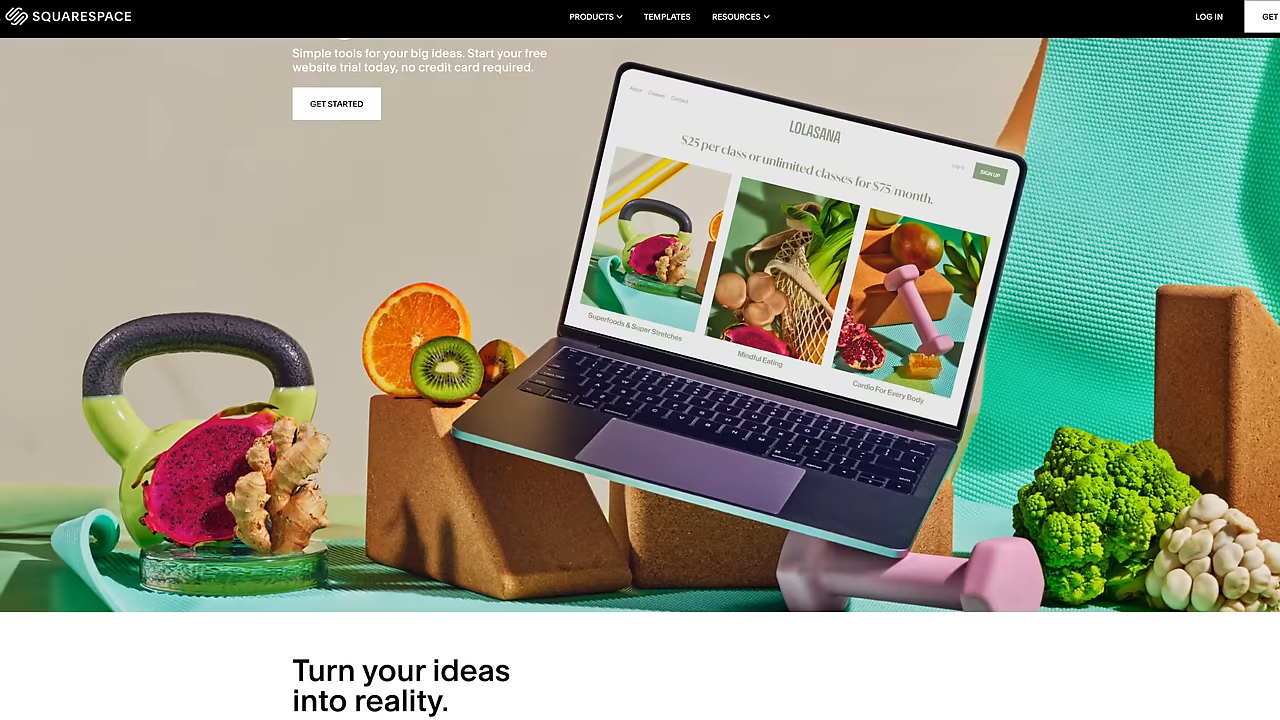 SQUARESPACE
PRODUCTS
TEMPLATES
RESOURCES
LOG IN
GET
Simple tools for your big ideas. Start your free
website trial today, no credit card required.
GET STARTED
About Classes Contact
LOLASANA
Log in
SIGN UP
$25 per class or unlimited classes for $75/month.
Superfoods & Super Stretches
Mindful Eating
Cardio For Every Body
Turn your ideas
into reality.